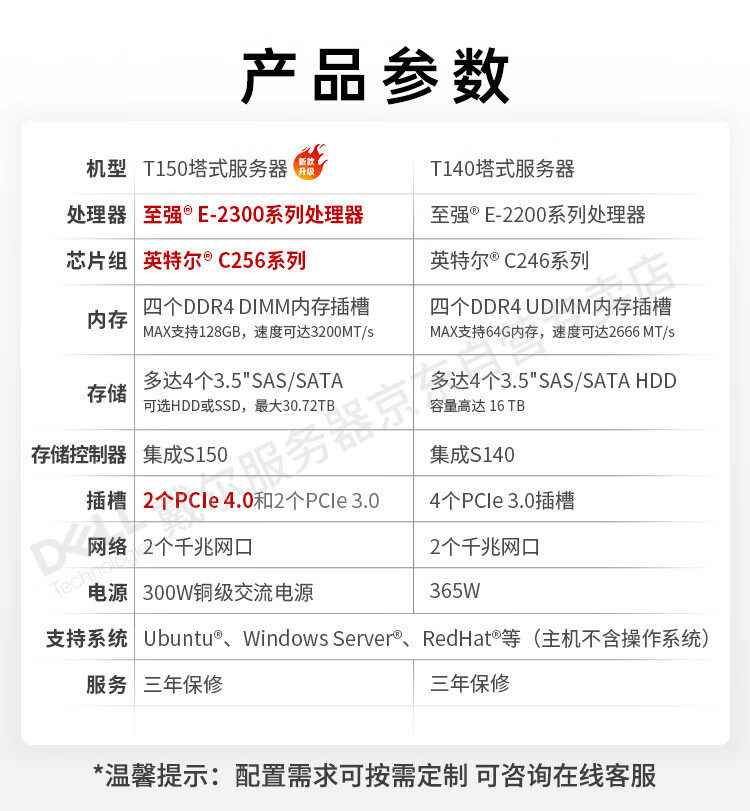 产品参数
机型 T150塔式服务器 新款升级 T140塔式服务器
处理器 至强® E-2300系列处理器 至强® E-2200系列处理器
芯片组 英特尔® C256系列 英特尔® C246系列
内存 四个DDR4 DIMM内存插槽 四个DDR4 UDIMM内存插槽
MAX支持128GB，速度可达3200MT/s MAX支持64G内存，速度可达2666 MT/s
存储 多达4个3.5"SAS/SATA 多达4个3.5"SAS/SATA HDD
可选HDD或SSD，最大30.72TB 容量高达 16 TB
存储控制器 集成S150 集成S140
插槽 2个PCIe 4.0和2个PCIe 3.0 4个PCIe 3.0插槽
网络 2个千兆网口 2个千兆网口
电源 300W铜级交流电源 365W
支持系统 Ubuntu®、Windows Server®、RedHat®等（主机不含操作系统）
服务 三年保修 三年保修
*温馨提示：配置需求可按需定制 可咨询在线客服
DELL Technologies 戴尔服务器京东自营专卖店